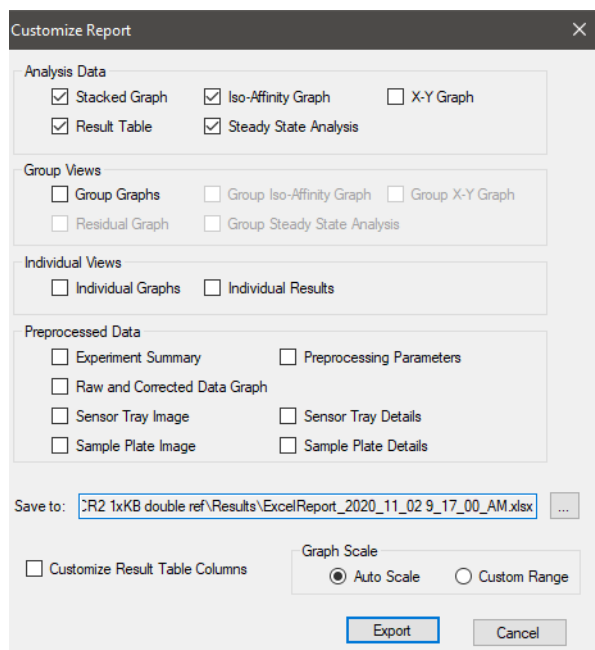 Customize Report
Analysis Data
Stacked Graph Iso-Affinity Graph X-Y Graph
Result Table Steady State Analysis
Group Views
Group Graphs Group Iso-Affinity Graph Group X-Y Graph
Residual Graph Group Steady State Analysis
Individual Views
Individual Graphs Individual Results
Preprocessed Data
Experiment Summary Preprocessing Parameters
Raw and Corrected Data Graph
Sensor Tray Image Sensor Tray Details
Sample Plate Image Sample Plate Details
Save to: CR2 1xKB double ref\Results\ExcelReport_2020_11_02 9_17_00_AM.xlsx ...
Graph Scale
Customize Result Table Columns Auto Scale Custom Range
Export Cancel